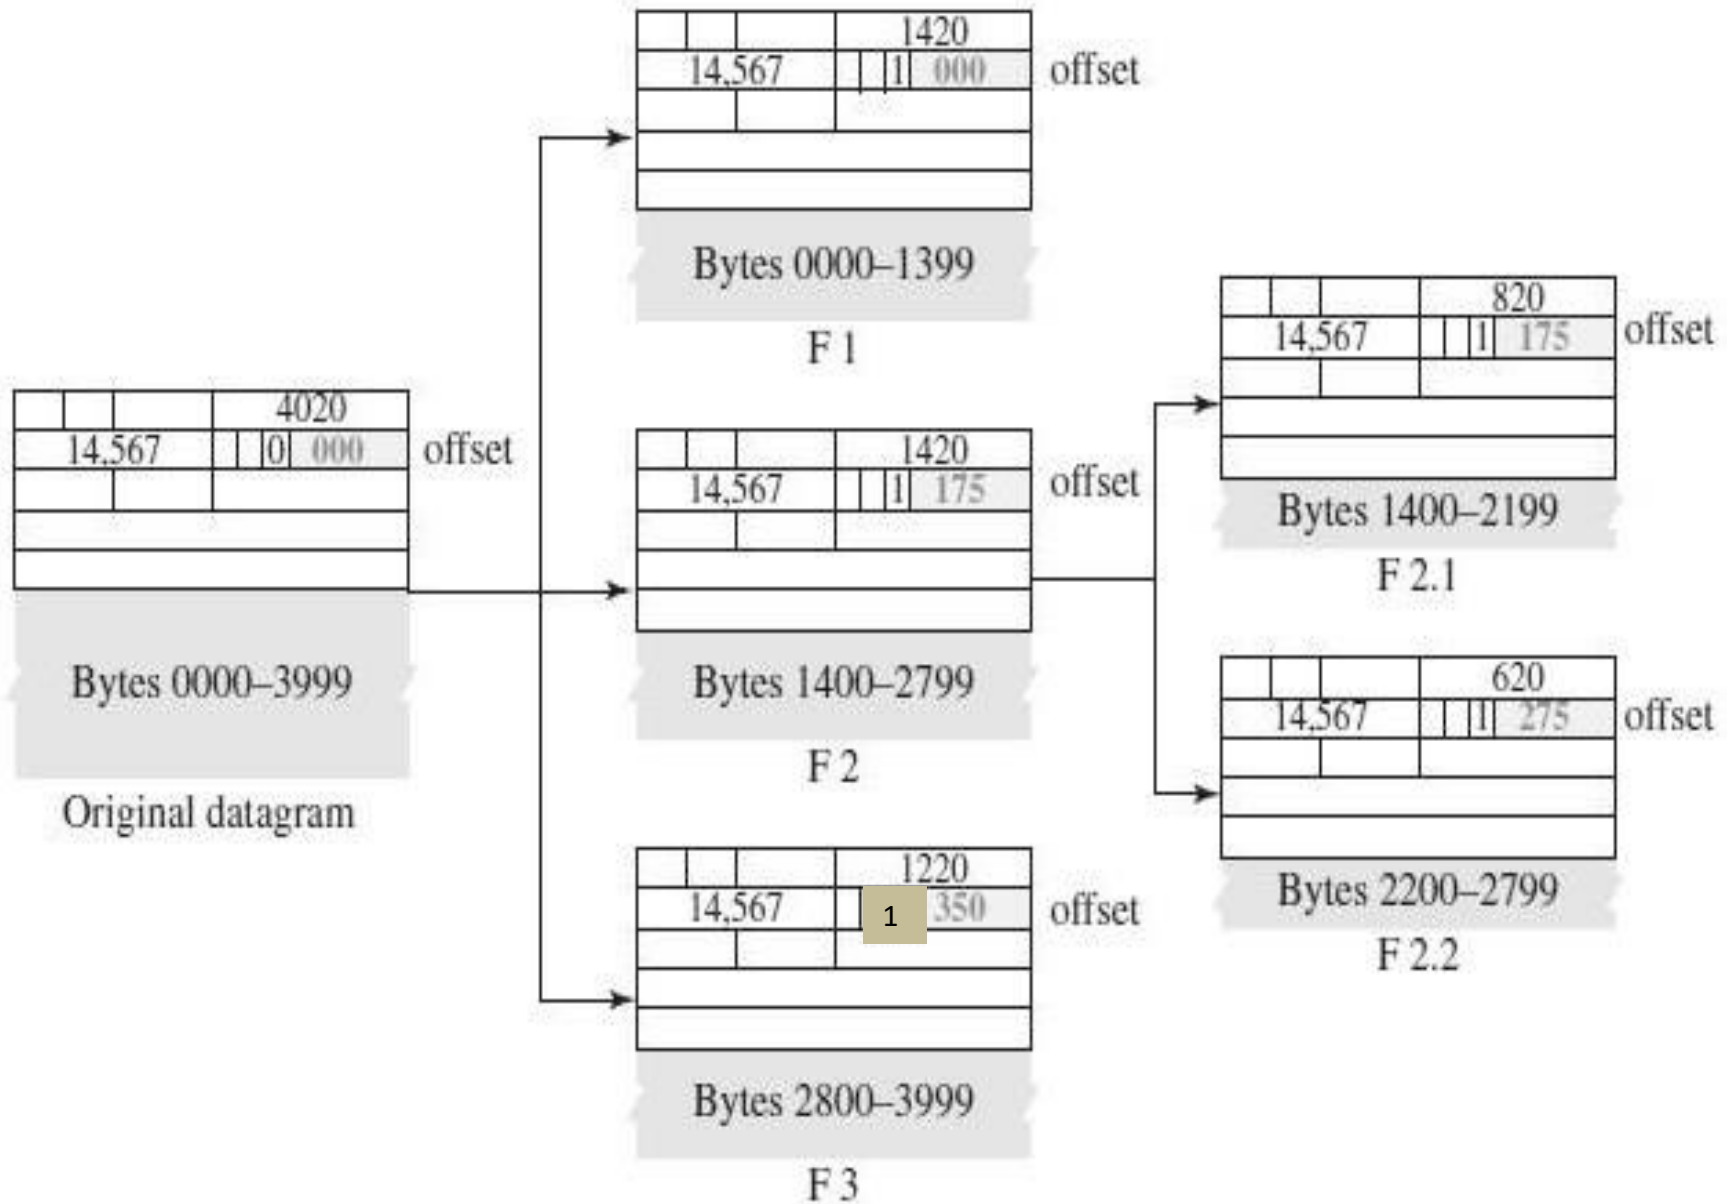 4020
14,567 0 000 offset
Bytes 0000–3999
Original datagram
1420
14,567 1 000 offset
Bytes 0000–1399
F 1
1420
14,567 1 175 offset
Bytes 1400–2799
F 2
1220
14,567 1 350 offset
Bytes 2800–3999
F 3
820
14,567 1 175 offset
Bytes 1400–2199
F 2.1
620
14,567 1 275 offset
Bytes 2200–2799
F 2.2